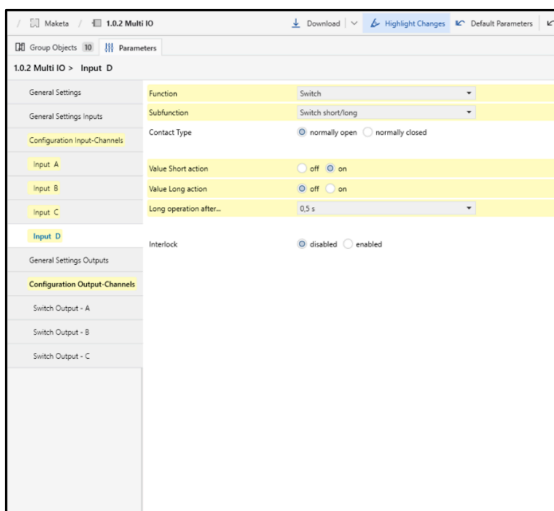 / Maketa / 1.0.2 Multi IO Download Highlight Changes Default Parameters
Group Objects 10 Parameters
1.0.2 Multi IO > Input D
General Settings
Function Switch
General Settings Inputs
Subfunction Switch short/long
Configuration Input-Channels
Contact Type normally open normally closed
Input A
Value Short action off on
Input B
Value Long action off on
Input C
Long operation after... 0,5 s
Input D
Interlock disabled enabled
General Settings Outputs
Configuration Output-Channels
Switch Output - A
Switch Output - B
Switch Output - C